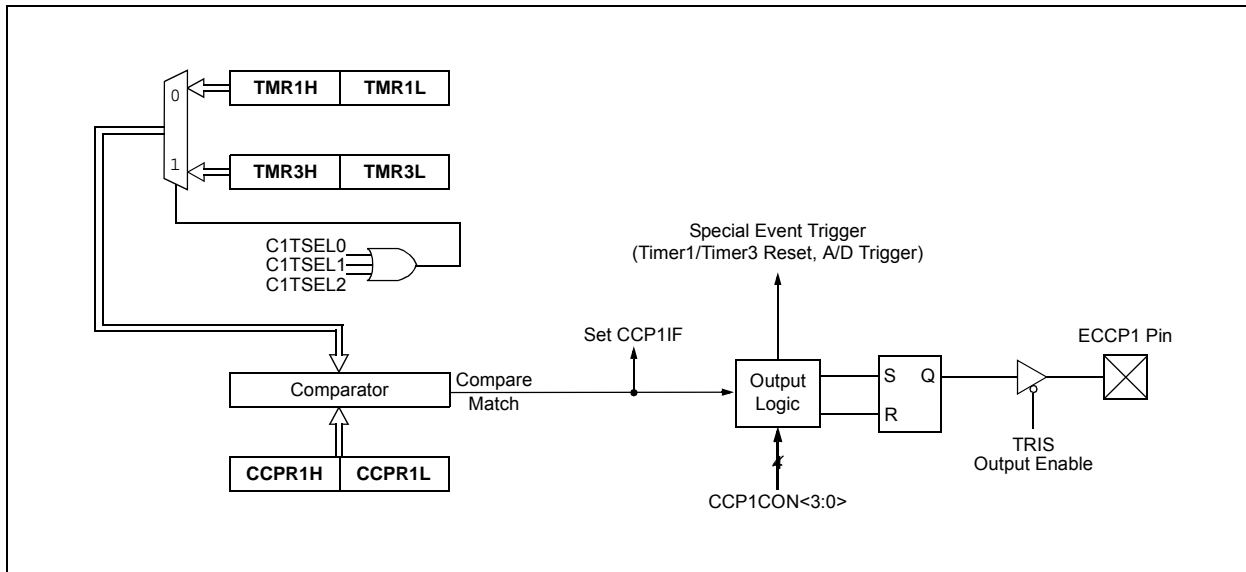 0
TMR1H TMR1L
1
TMR3H TMR3L
C1TSEL0
C1TSEL1
C1TSEL2
Special Event Trigger
(Timer1/Timer3 Reset, A/D Trigger)
Set CCP1IF
ECCP1 Pin
Comparator
Compare
Match
Output
Logic
S Q
R
TRIS
Output Enable
CCPR1H CCPR1L
4
CCP1CON<3:0>